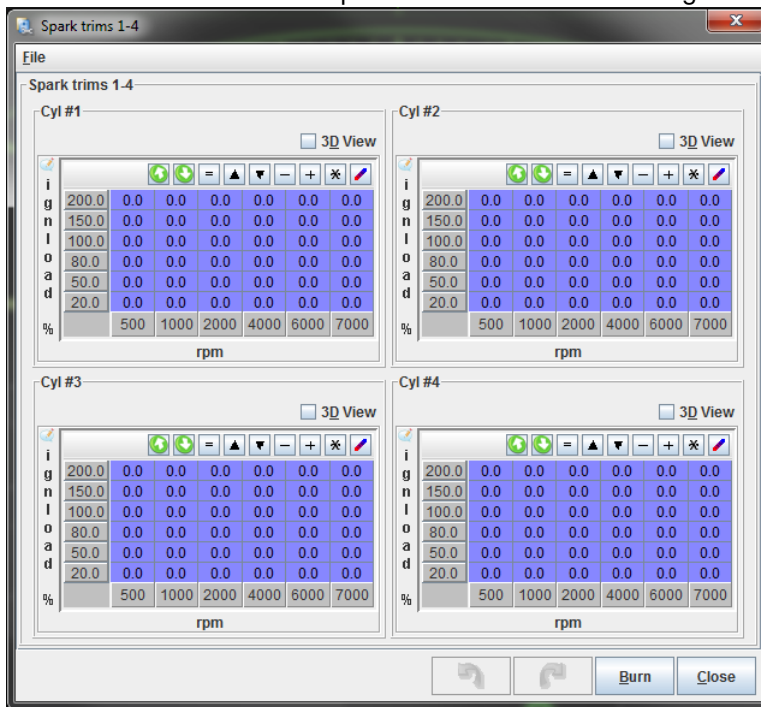 Spark trims 1-4
File
Spark trims 1-4
Cyl #1
3D View
= - + *
ignload %
200.0 0.0 0.0 0.0 0.0 0.0 0.0
150.0 0.0 0.0 0.0 0.0 0.0 0.0
100.0 0.0 0.0 0.0 0.0 0.0 0.0
80.0 0.0 0.0 0.0 0.0 0.0 0.0
50.0 0.0 0.0 0.0 0.0 0.0 0.0
20.0 0.0 0.0 0.0 0.0 0.0 0.0
500 1000 2000 4000 6000 7000
rpm
Cyl #2
3D View
= - + *
ignload %
200.0 0.0 0.0 0.0 0.0 0.0 0.0
150.0 0.0 0.0 0.0 0.0 0.0 0.0
100.0 0.0 0.0 0.0 0.0 0.0 0.0
80.0 0.0 0.0 0.0 0.0 0.0 0.0
50.0 0.0 0.0 0.0 0.0 0.0 0.0
20.0 0.0 0.0 0.0 0.0 0.0 0.0
500 1000 2000 4000 6000 7000
rpm
Cyl #3
3D View
= - + *
ignload %
200.0 0.0 0.0 0.0 0.0 0.0 0.0
150.0 0.0 0.0 0.0 0.0 0.0 0.0
100.0 0.0 0.0 0.0 0.0 0.0 0.0
80.0 0.0 0.0 0.0 0.0 0.0 0.0
50.0 0.0 0.0 0.0 0.0 0.0 0.0
20.0 0.0 0.0 0.0 0.0 0.0 0.0
500 1000 2000 4000 6000 7000
rpm
Cyl #4
3D View
= - + *
ignload %
200.0 0.0 0.0 0.0 0.0 0.0 0.0
150.0 0.0 0.0 0.0 0.0 0.0 0.0
100.0 0.0 0.0 0.0 0.0 0.0 0.0
80.0 0.0 0.0 0.0 0.0 0.0 0.0
50.0 0.0 0.0 0.0 0.0 0.0 0.0
20.0 0.0 0.0 0.0 0.0 0.0 0.0
500 1000 2000 4000 6000 7000
rpm
Burn Close